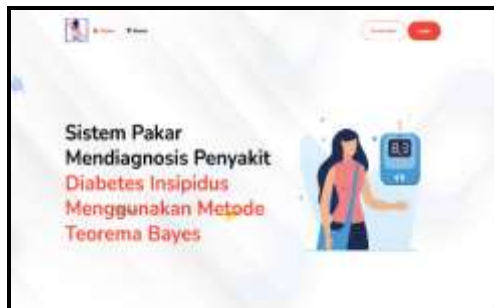 Sistem Pakar
Mendiagnosis Penyakit
Diabetes Insipidus
Menggunakan Metode
Teorema Bayes
8,3